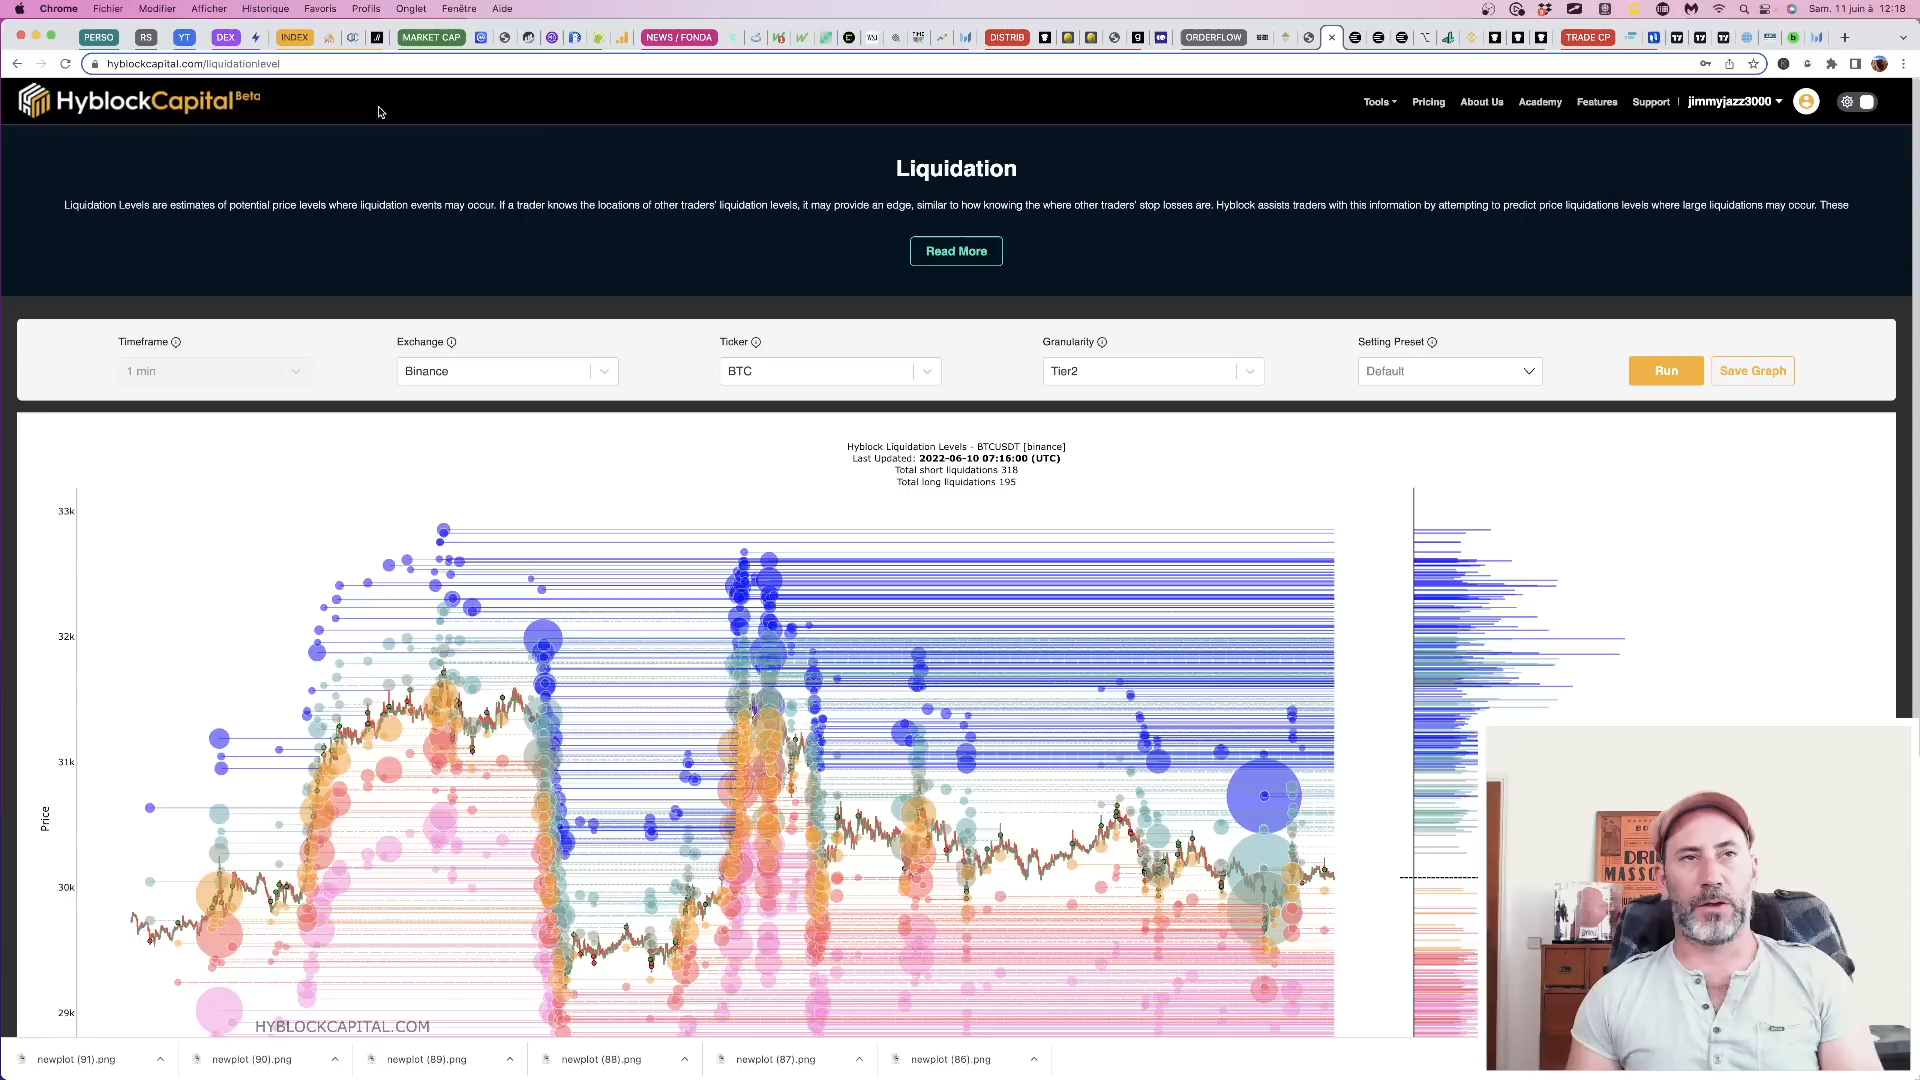 Chrome Fichier Modifier Afficher Historique Favoris Profils Onglet Fenêtre Aide Sam. 11 juin à 12:18
PERSO RS YT DEX INDEX MARKET CAP NEWS / FONDA DISTRIB ORDERFLOW TRADE CP
hyblockcapital.com/liquidationlevel
HyblockCapital Beta
Tools Pricing About Us Academy Features Support jimmyjazz3000
Liquidation
Liquidation Levels are estimates of potential price levels where liquidation events may occur. If a trader knows the locations of other traders' liquidation levels, it may provide an edge, similar to how knowing the where other traders' stop losses are. Hyblock assists traders with this information by attempting to predict price liquidations levels where large liquidations may occur. These
Read More
Timeframe Exchange Ticker Granularity Setting Preset
1 min Binance BTC Tier2 Default Run Save Graph
Hyblock Liquidation Levels - BTCUSDT [binance]
Last Updated: 2022-06-10 07:16:00 (UTC)
Total short liquidations 318
Total long liquidations 195
33k
32k
31k
Price
30k
29k
HYBLOCKCAPITAL.COM
newplot (91).png newplot (90).png newplot (89).png newplot (88).png newplot (87).png newplot (86).png